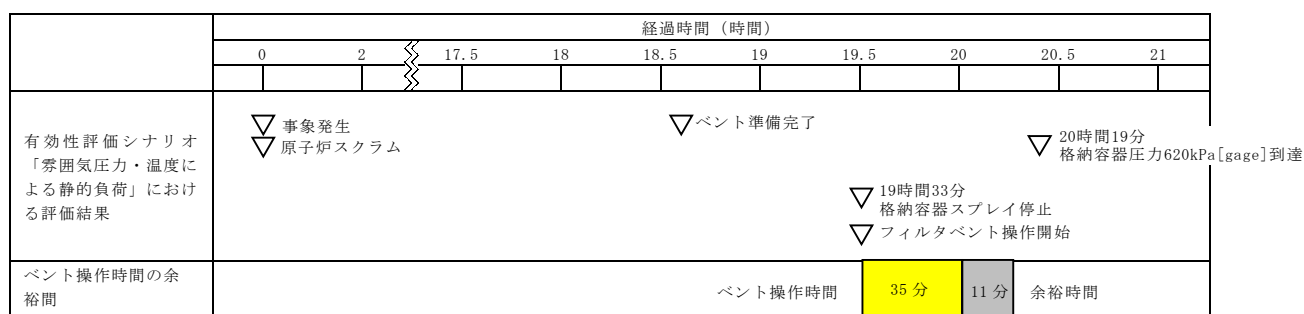 経過時間（時間）
0 2 17.5 18 18.5 19 19.5 20 20.5 21
有効性評価シナリオ
「雰囲気圧力・温度に
よる静的負荷」におけ
る評価結果
事象発生
原子炉スクラム
ベント準備完了
20時間19分
格納容器圧力620kPa[gage]到達
19時間33分
格納容器スプレイ停止
フィルタベント操作開始
ベント操作時間の余
裕間
ベント操作時間
35 分
11 分
余裕時間